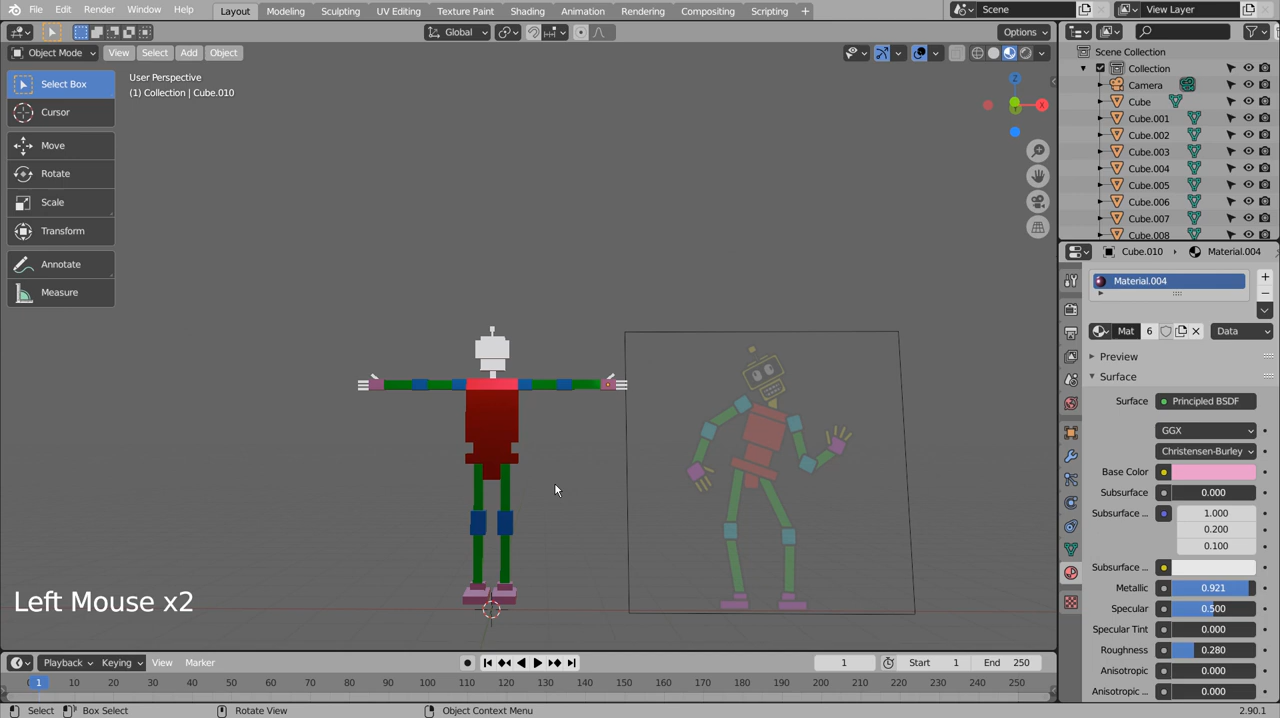 File Edit Render Window Help Layout Modeling Sculpting UV Editing Texture Paint Shading Animation Rendering Compositing Scripting + Scene View Layer
Global Options
Object Mode View Select Add Object
Scene Collection
Collection
Camera
Cube
Cube.001
Cube.002
Cube.003
Cube.004
Cube.005
Cube.006
Cube.007
Cube.008
Select Box
Cursor
Move
Rotate
Scale
Transform
Annotate
Measure
User Perspective
(1) Collection | Cube.010
Z
X
Left Mouse x2
Cube.010 Material.004
Material.004
Mat 6 Data
Preview
Surface
Surface Principled BSDF
GGX
Christensen-Burley
Base Color
Subsurface 0.000
Subsurface ... 1.000
0.200
0.100
Subsurface ...
Metallic 0.921
Specular 0.500
Specular Tint 0.000
Roughness 0.280
Anisotropic 0.000
Anisotropic ... 0.000
Playback Keying View Marker 1 Start 1 End 250
1 10 20 30 40 50 60 70 80 90 100 110 120 130 140 150 160 170 180 190 200 210 220 230 240 250
Select Box Select Rotate View Object Context Menu 2.90.1